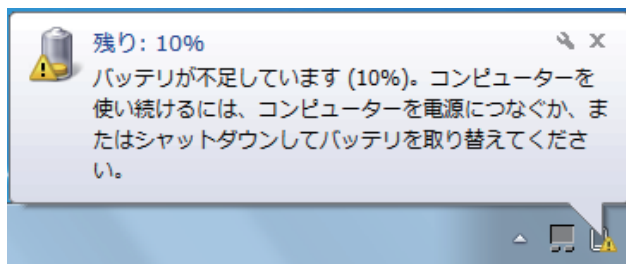 残り: 10%
バッテリが不足しています (10%)。コンピューターを
使い続けるには、コンピューターを電源につなぐか、ま
たはシャットダウンしてバッテリを取り替えてくださ
い。